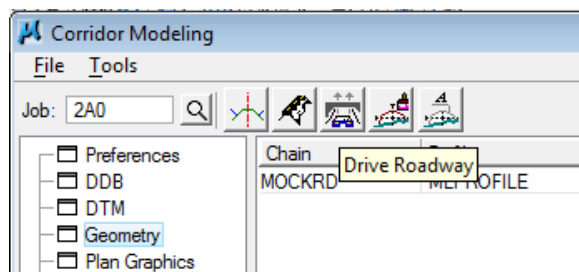 Corridor Modeling
File Tools
Job: 2A0
Preferences
DDB
DTM
Geometry
Plan Graphics
Chain
MOCKRD
Drive Roadway